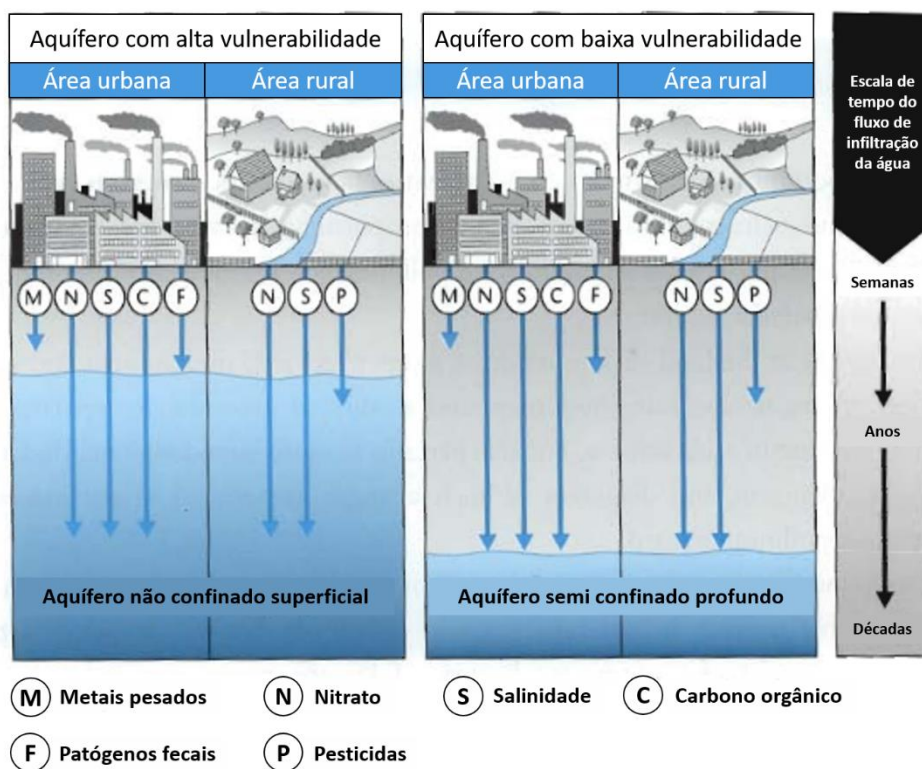 Aquífero com alta vulnerabilidade
Aquífero com baixa vulnerabilidade
Área urbana
Área rural
Área urbana
Área rural
Escala de
tempo do
fluxo de
infiltração
da água
M N S C F
N S P
M N S C F
N S P
Semanas
Anos
Aquífero não confinado superficial
Aquífero semi confinado profundo
Décadas
M Metais pesados
N Nitrato
S Salinidade
C Carbono orgânico
F Patógenos fecais
P Pesticidas